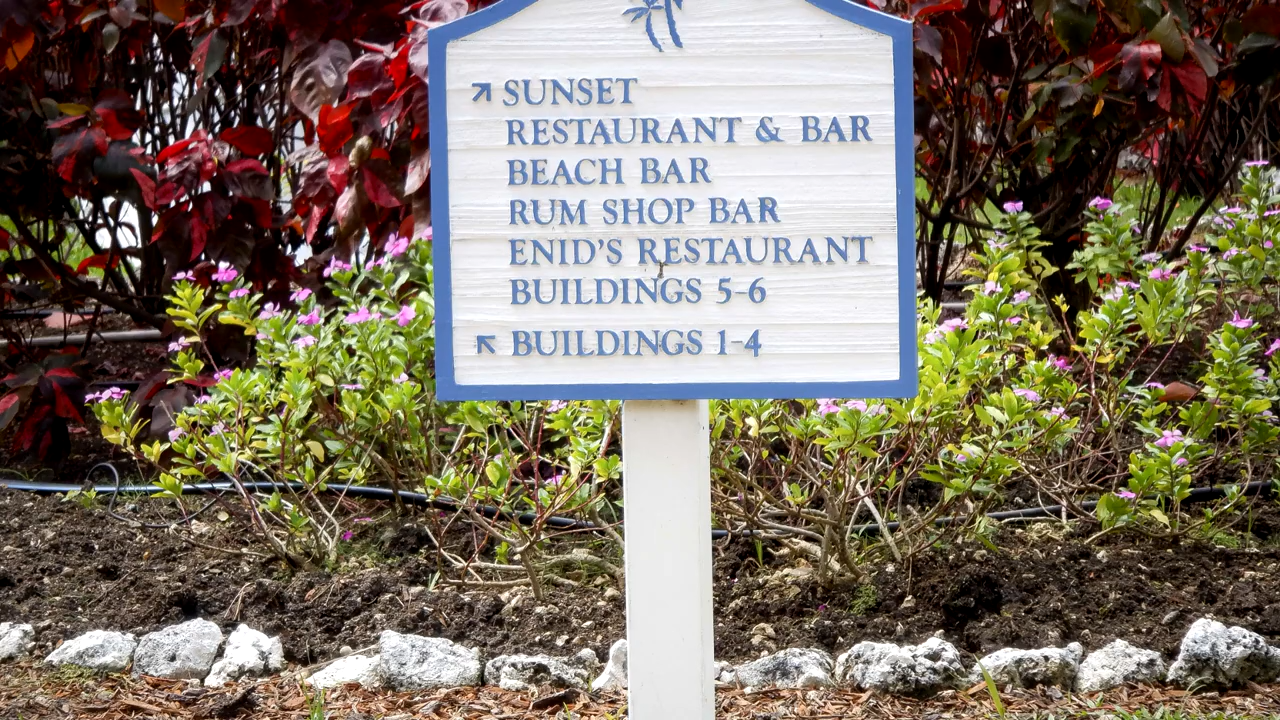 ↗ SUNSET
RESTAURANT & BAR
BEACH BAR
RUM SHOP BAR
ENID'S RESTAURANT
BUILDINGS 5-6
↖ BUILDINGS 1-4